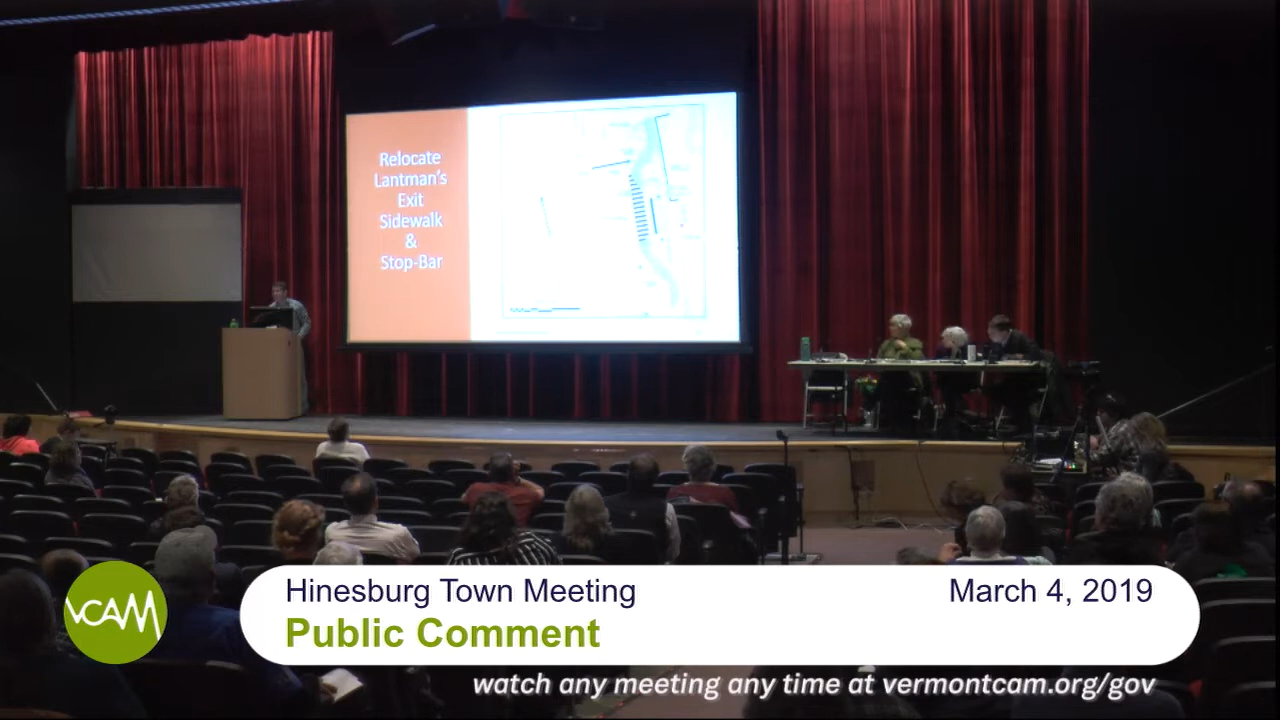 Relocate
Lantman's
Exit
Sidewalk
&
Stop-Bar
VCAM
Hinesburg Town Meeting
March 4, 2019
Public Comment
watch any meeting any time at vermontcam.org/gov